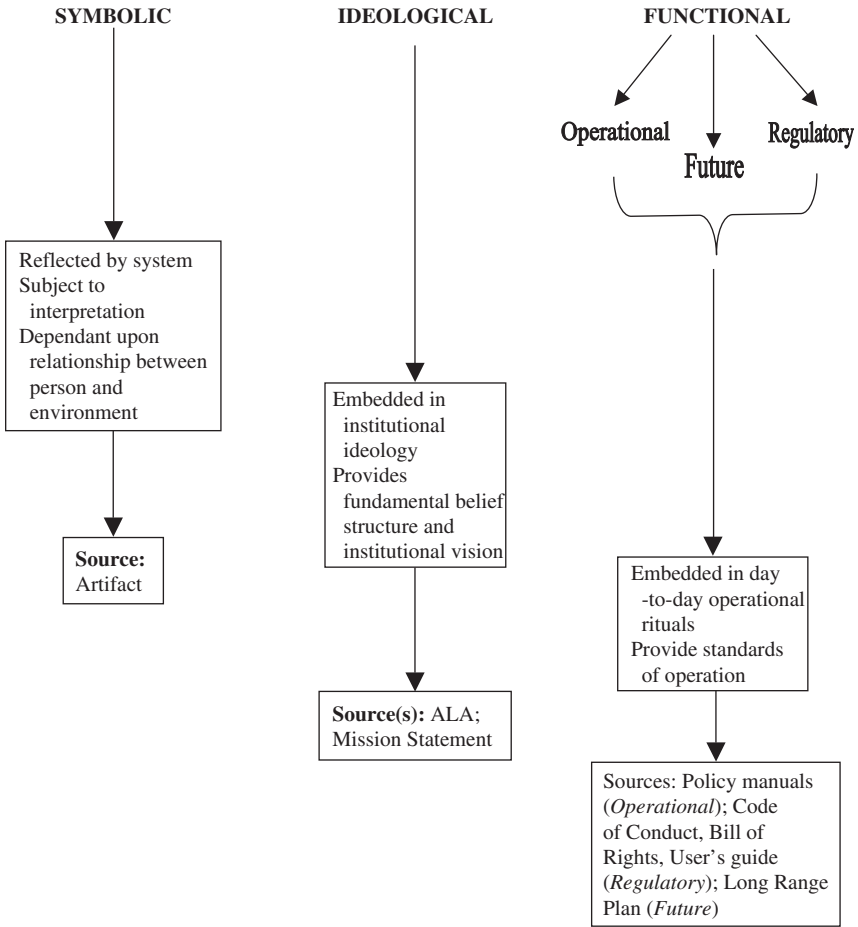 SYMBOLIC
Reflected by system
Subject to
interpretation
Dependant upon
relationship between
person and
environment
Source:
Artifact
IDEOLOGICAL
Embedded in
institutional
ideology
Provides
fundamental belief
structure and
institutional vision
Source(s): ALA;
Mission Statement
FUNCTIONAL
Operational
Future
Regulatory
Embedded in day
-to-day operational
rituals
Provide standards
of operation
Sources: Policy manuals
(Operational); Code
of Conduct, Bill of
Rights, User's guide
(Regulatory); Long Range
Plan (Future)